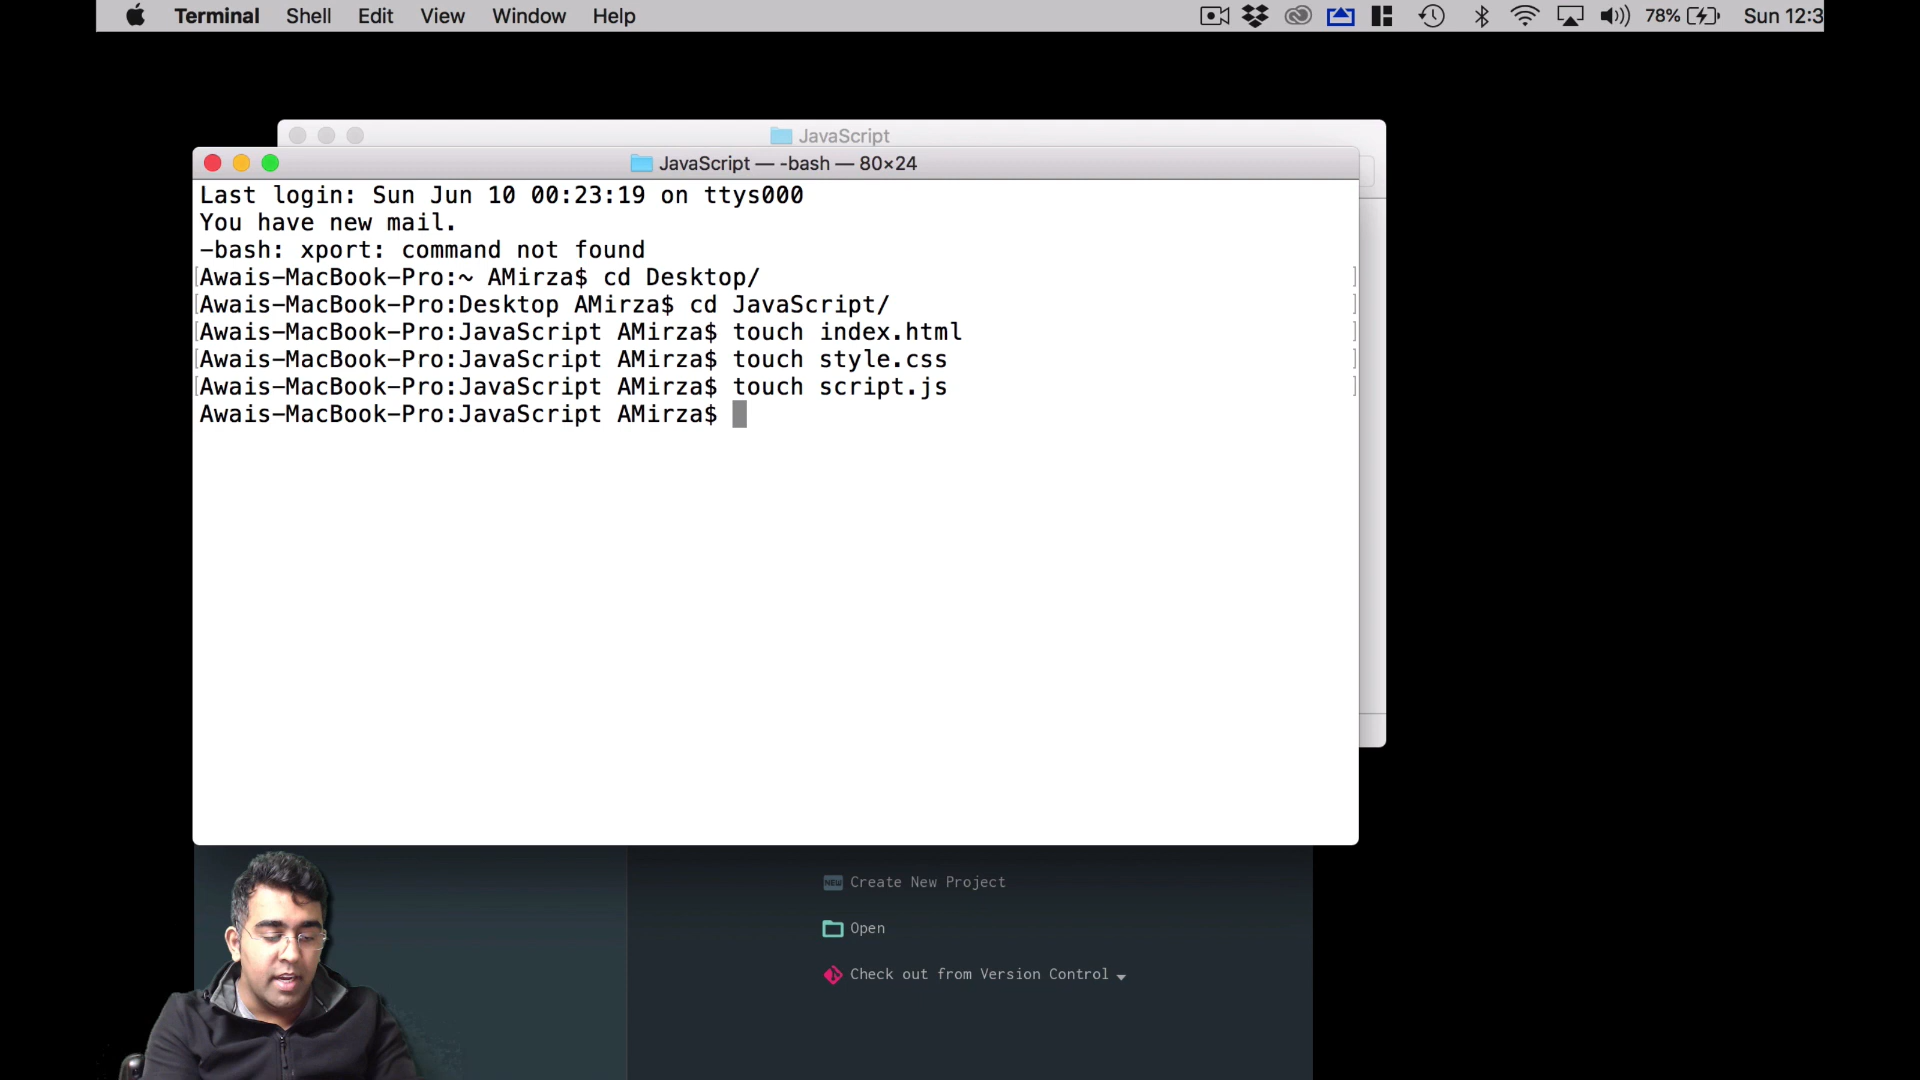 Terminal Shell Edit View Window Help 78% Sun 12:3
JavaScript
JavaScript — -bash — 80×24
Last login: Sun Jun 10 00:23:19 on ttys000
You have new mail.
-bash: xport: command not found
[Awais-MacBook-Pro:~ AMirza$ cd Desktop/ ]
[Awais-MacBook-Pro:Desktop AMirza$ cd JavaScript/ ]
[Awais-MacBook-Pro:JavaScript AMirza$ touch index.html ]
[Awais-MacBook-Pro:JavaScript AMirza$ touch style.css ]
[Awais-MacBook-Pro:JavaScript AMirza$ touch script.js ]
Awais-MacBook-Pro:JavaScript AMirza$
NEW Create New Project
Open
Check out from Version Control